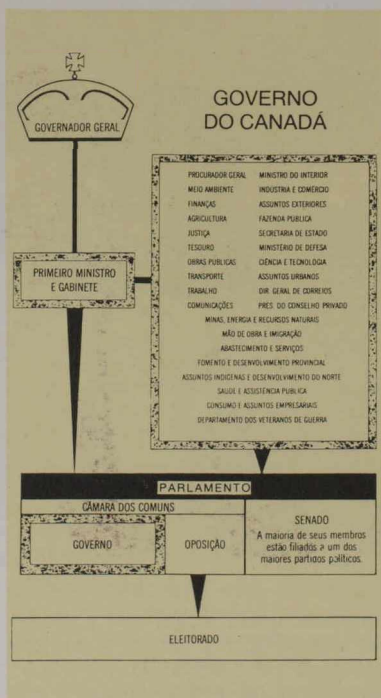 GOVERNO
DO CANADÁ
GOVERNADOR GERAL
PROCURADOR GERAL MINISTRO DO INTERIOR
MEIO AMBIENTE INDÚSTRIA E COMÉRCIO
FINANÇAS ASSUNTOS EXTERIORES
AGRICULTURA FAZENDA PÚBLICA
JUSTIÇA SECRETARIA DE ESTADO
TESOURO MINISTÉRIO DE DEFESA
OBRAS PUBLICAS CIÊNCIA E TECNOLOGIA
TRANSPORTE ASSUNTOS URBANOS
TRABALHO DIR. GERAL DE CORREIOS
COMUNICAÇÕES PRES. DO CONSELHO PRIVADO
MINAS, ENERGIA E RECURSOS NATURAIS
MÃO DE OBRA E IMIGRAÇÃO
ABASTECIMENTO E SERVIÇOS
FOMENTO E DESENVOLVIMENTO PROVINCIAL
ASSUNTOS INDÍGENAS E DESENVOLVIMENTO DO NORTE
SAÚDE E ASSISTÊNCIA PUBLICA
CONSUMO E ASSUNTOS EMPRESARIAIS
DEPARTAMENTO DOS VETERANOS DE GUERRA
PRIMEIRO MINISTRO
E GABINETE
PARLAMENTO
CÂMARA DOS COMUNS
GOVERNO
OPOSIÇÃO
SENADO
A maioria de seus membros
estão filiados a um dos
maiores partidos políticos.
ELEITORADO